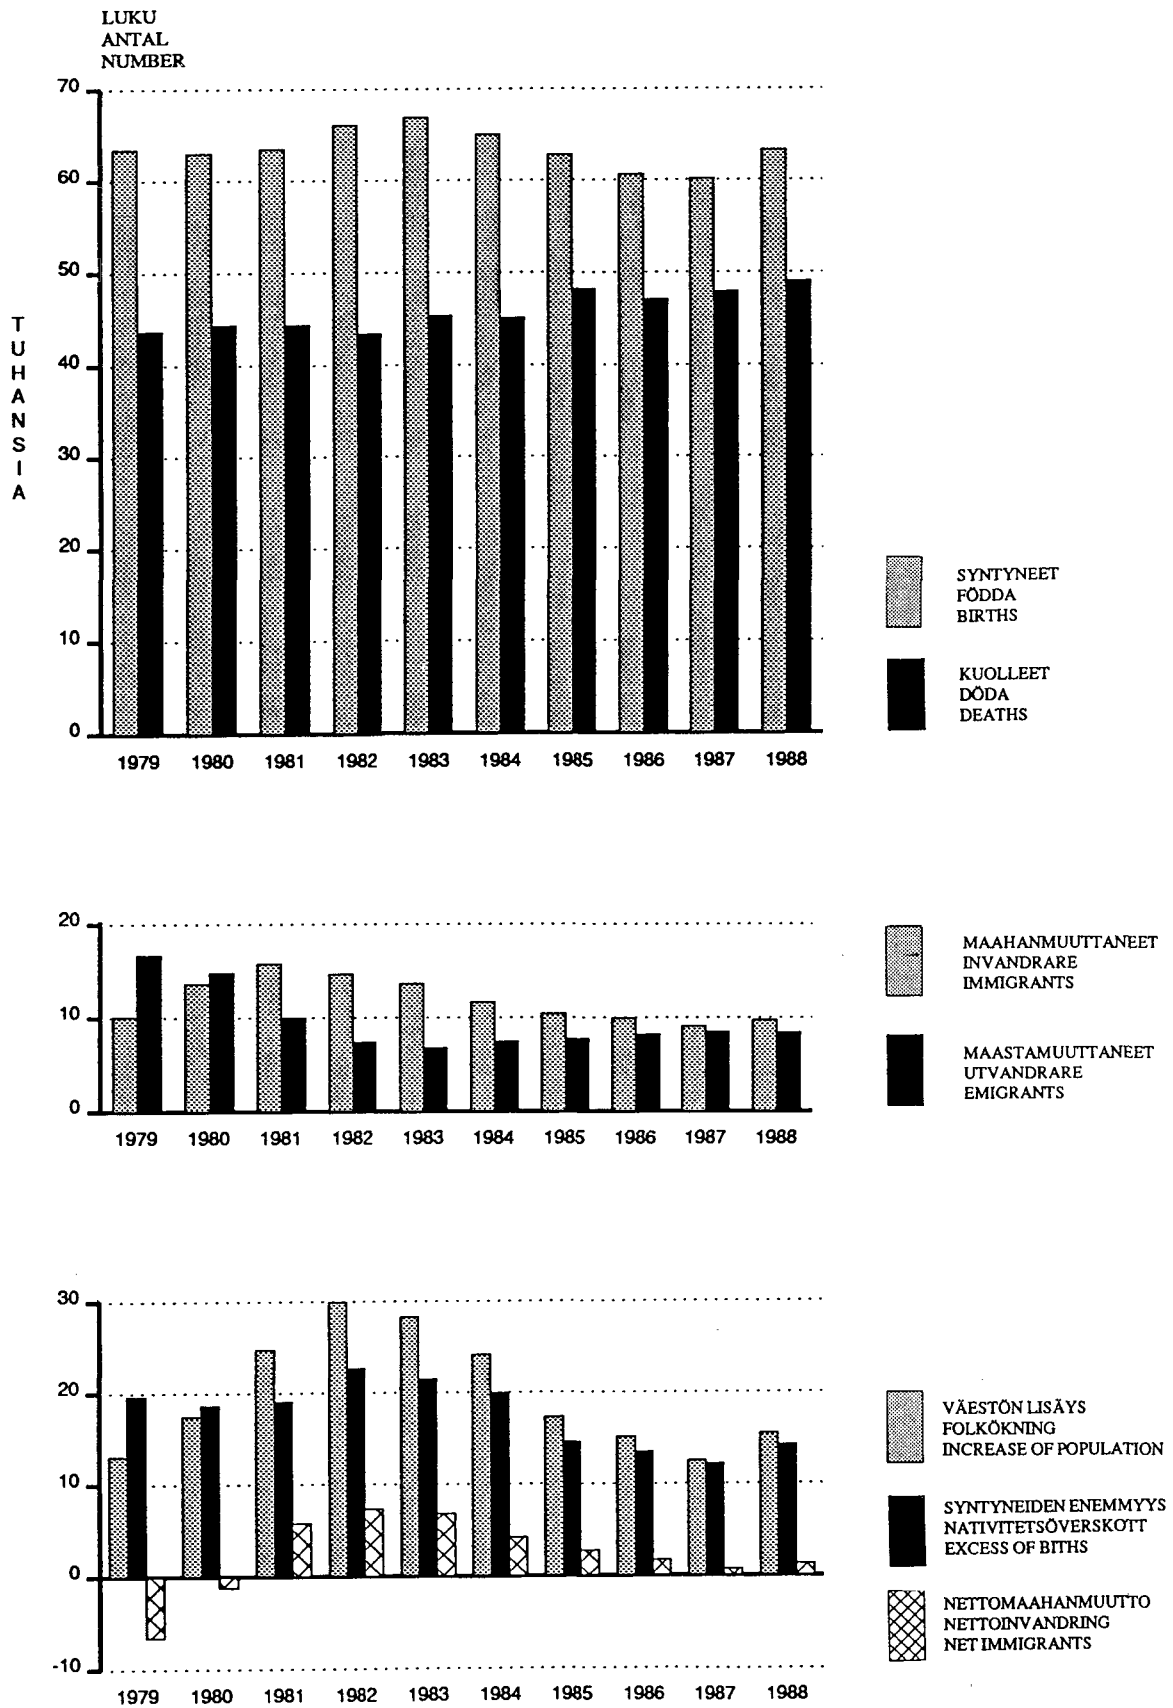 LUKU
ANTAL
NUMBER
70
60
50
40
30
20
10
0
TUHANSIA
1979 1980 1981 1982 1983 1984 1985 1986 1987 1988
SYNTYNEET
FÖDDA
BIRTHS
KUOLLEET
DÖDA
DEATHS
20
10
0
1979 1980 1981 1982 1983 1984 1985 1986 1987 1988
MAAHANMUUTTANEET
INVANDRARE
IMMIGRANTS
MAASTAMUUTTANEET
UTVANDRARE
EMIGRANTS
30
20
10
0
-10
1979 1980 1981 1982 1983 1984 1985 1986 1987 1988
VÄESTÖN LISÄYS
FOLKÖKNING
INCREASE OF POPULATION
SYNTYNEIDEN ENEMMYYS
NATIVITETSÖVERSKOTT
EXCESS OF BITHS
NETTOMAAHANMUUTTO
NETTOINVANDRING
NET IMMIGRANTS